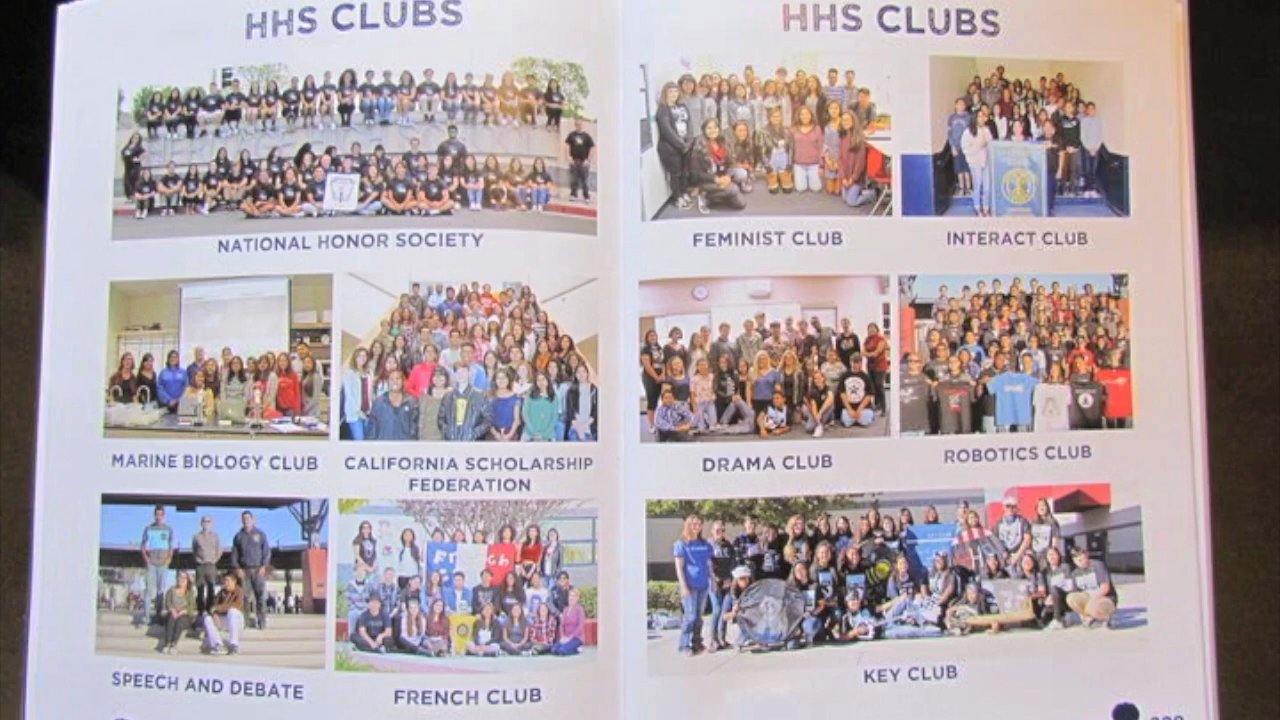 HHS CLUBS
NATIONAL HONOR SOCIETY
MARINE BIOLOGY CLUB
CALIFORNIA SCHOLARSHIP
FEDERATION
SPEECH AND DEBATE
FRENCH CLUB
HHS CLUBS
FEMINIST CLUB
INTERACT CLUB
DRAMA CLUB
ROBOTICS CLUB
KEY CLUB